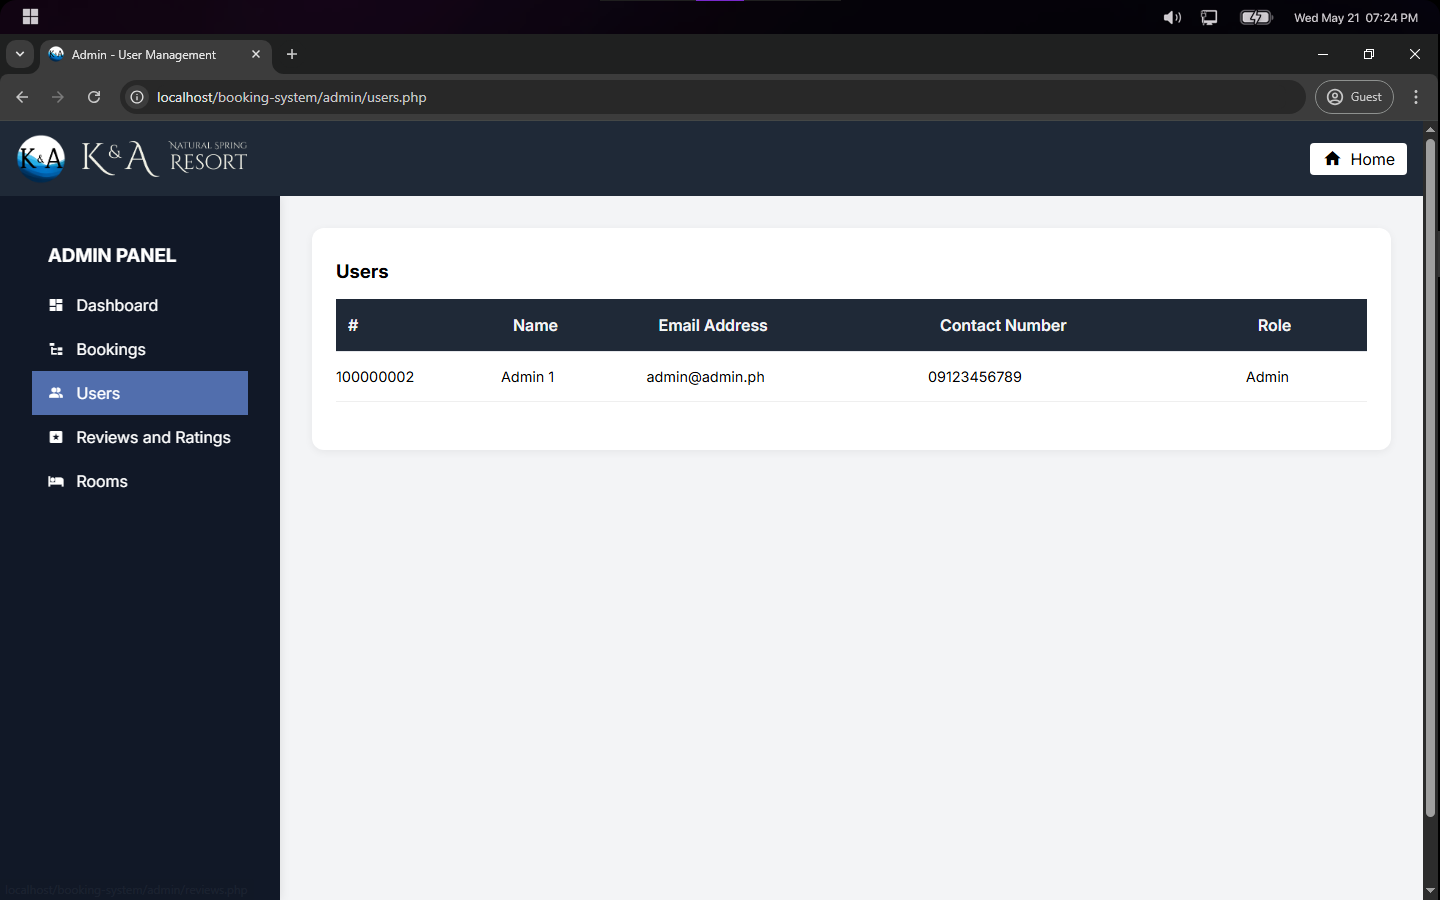 Wed May 21 07:24 PM
Admin - User Management
localhost/booking-system/admin/users.php
Guest
K&A
K&A NATURAL SPRING RESORT
Home
ADMIN PANEL
Dashboard
Bookings
Users
Reviews and Ratings
Rooms
Users
# Name Email Address Contact Number Role
100000002 Admin 1 admin@admin.ph 09123456789 Admin
localhost/booking-system/admin/reviews.php